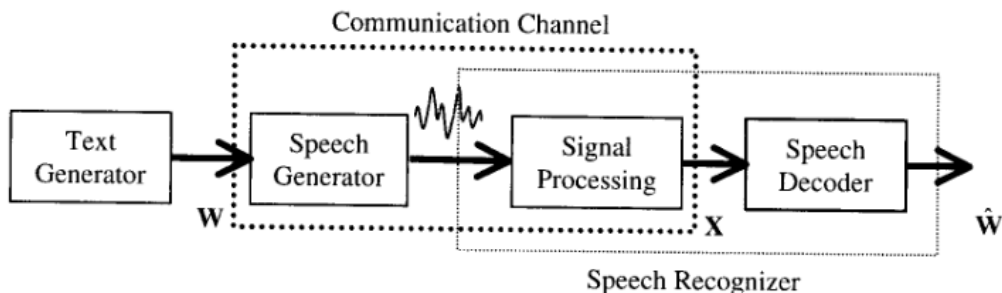 Communication Channel
Text
Generator
Speech
Generator
Signal
Processing
Speech
Decoder
W
X
Ŵ
Speech Recognizer